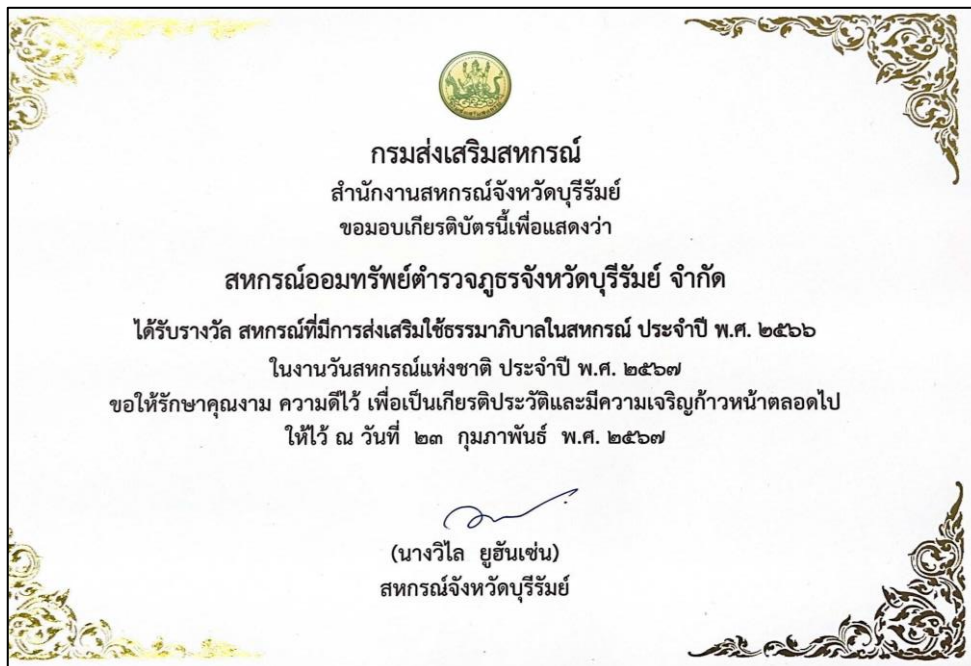 กรมส่งเสริมสหกรณ์
สำนักงานสหกรณ์จังหวัดบุรีรัมย์
ขอมอบเกียรติบัตรนี้เพื่อแสดงว่า
สหกรณ์ออมทรัพย์ตำรวจภูธรจังหวัดบุรีรัมย์ จำกัด
ได้รับรางวัล สหกรณ์ที่มีการส่งเสริมใช้ธรรมาภิบาลในสหกรณ์ ประจำปี พ.ศ. ๒๕๖๖
ในงานวันสหกรณ์แห่งชาติ ประจำปี พ.ศ. ๒๕๖๗
ขอให้รักษาคุณงาม ความดีไว้ เพื่อเป็นเกียรติประวัติและมีความเจริญก้าวหน้าตลอดไป
ให้ไว้ ณ วันที่ ๒๓ กุมภาพันธ์ พ.ศ. ๒๕๖๗
(นางวิไล ยูฮันเซ่น)
สหกรณ์จังหวัดบุรีรัมย์